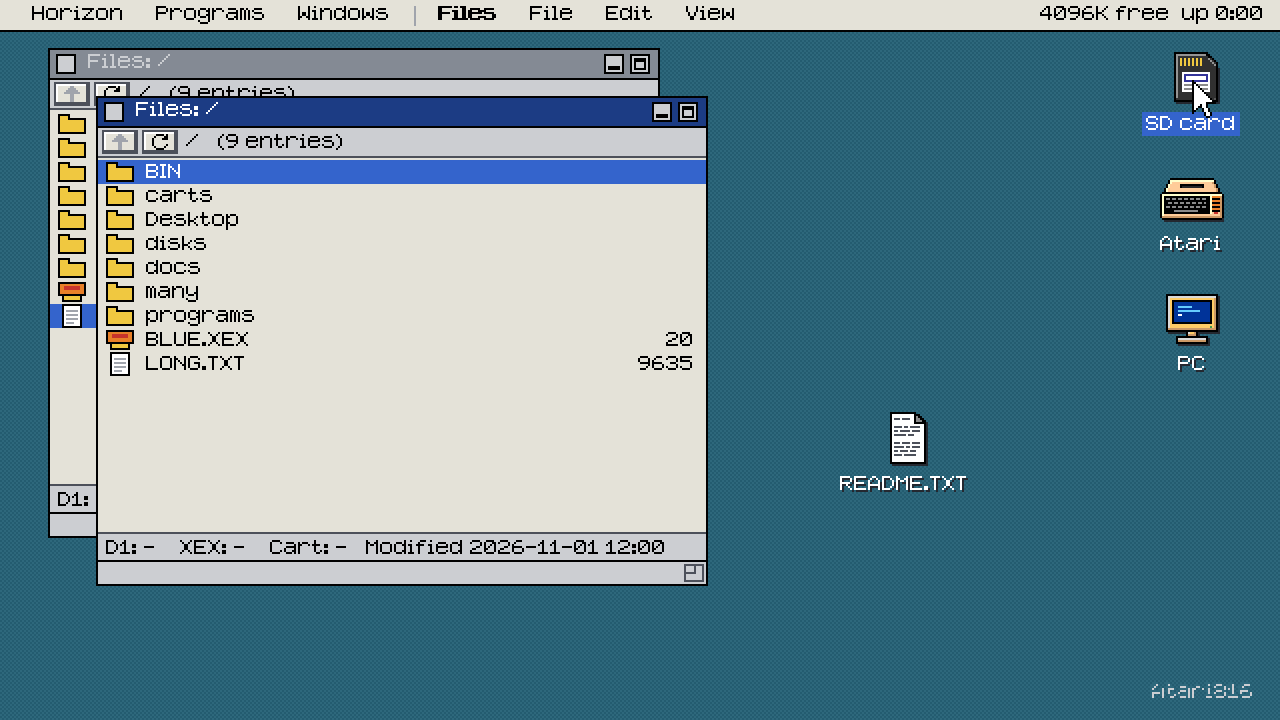 Horizon Programs Windows Files File Edit View 4096K free up 0:00
Files: /
/ (9 entries)
Files: /
/ (9 entries)
BIN
carts
Desktop
disks
docs
many
programs
BLUE.XEX 20
LONG.TXT 9635
D1: - XEX: - Cart: - Modified 2026-11-01 12:00
D1:
SD card
Atari
PC
README.TXT
Atari816